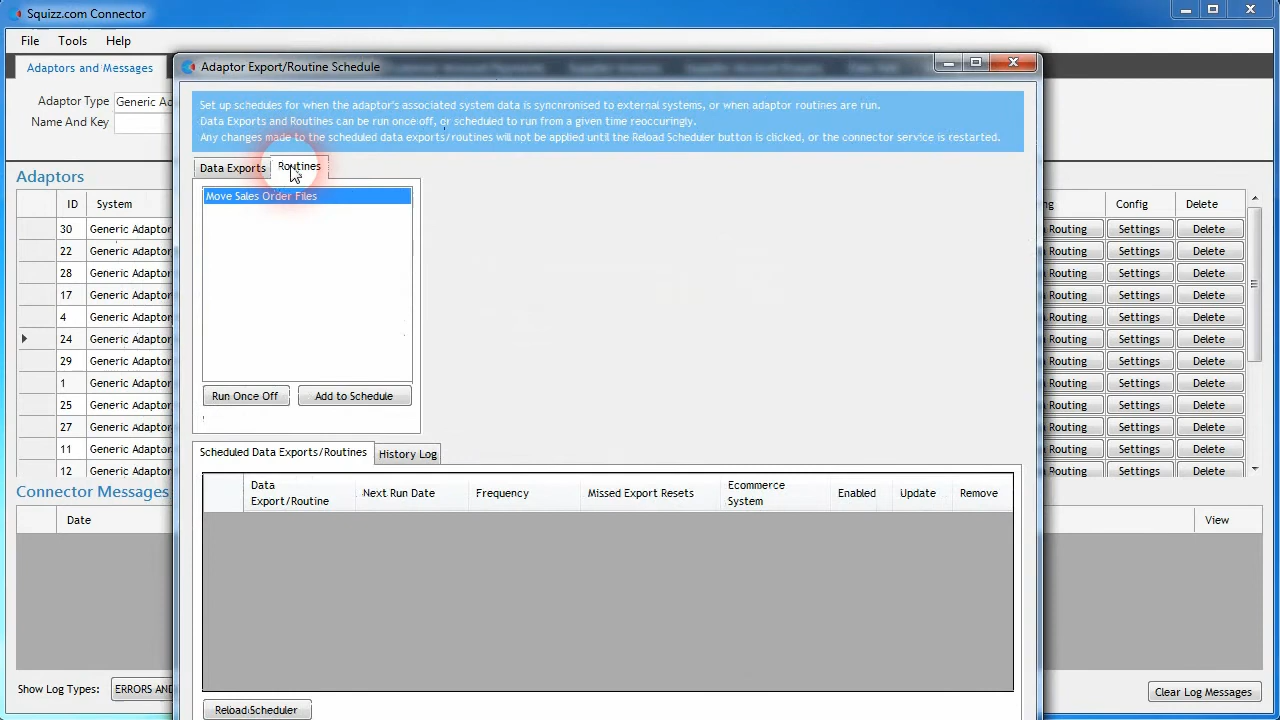 Squizz.com Connector
File Tools Help
Adaptors and Messages
Adaptor Type Generic Ad
Name And Key
Adaptors
ID System
30 Generic Adaptor
22 Generic Adaptor
28 Generic Adaptor
17 Generic Adaptor
4 Generic Adaptor
24 Generic Adaptor
29 Generic Adaptor
1 Generic Adaptor
25 Generic Adaptor
27 Generic Adaptor
11 Generic Adaptor
12 Generic Adaptor
Connector Messages
Date
Show Log Types: ERRORS AND
Adaptor Export/Routine Schedule
Set up schedules for when the adaptor's associated system data is syncnronised to external systems, or when adaptor routines are run.
Data Exports and Routines can be run once off, or scheduled to run from a given time reoccuringly.
Any changes made to the scheduled data exports/routines will not be applied until the Reload Scheduler button is clicked, or the connector service is restarted.
Data Exports Routines
Move Sales Order Files
Run Once Off Add to Schedule
Scheduled Data Exports/Routines History Log
Data Export/Routine Next Run Date Frequency Missed Export Resets Ecommerce System Enabled Update Remove
Reload Scheduler
ng Config Delete
Routing Settings Delete
Routing Settings Delete
Routing Settings Delete
Routing Settings Delete
Routing Settings Delete
Routing Settings Delete
Routing Settings Delete
Routing Settings Delete
Routing Settings Delete
Routing Settings Delete
Routing Settings Delete
Routing Settings Delete
View
Clear Log Messages